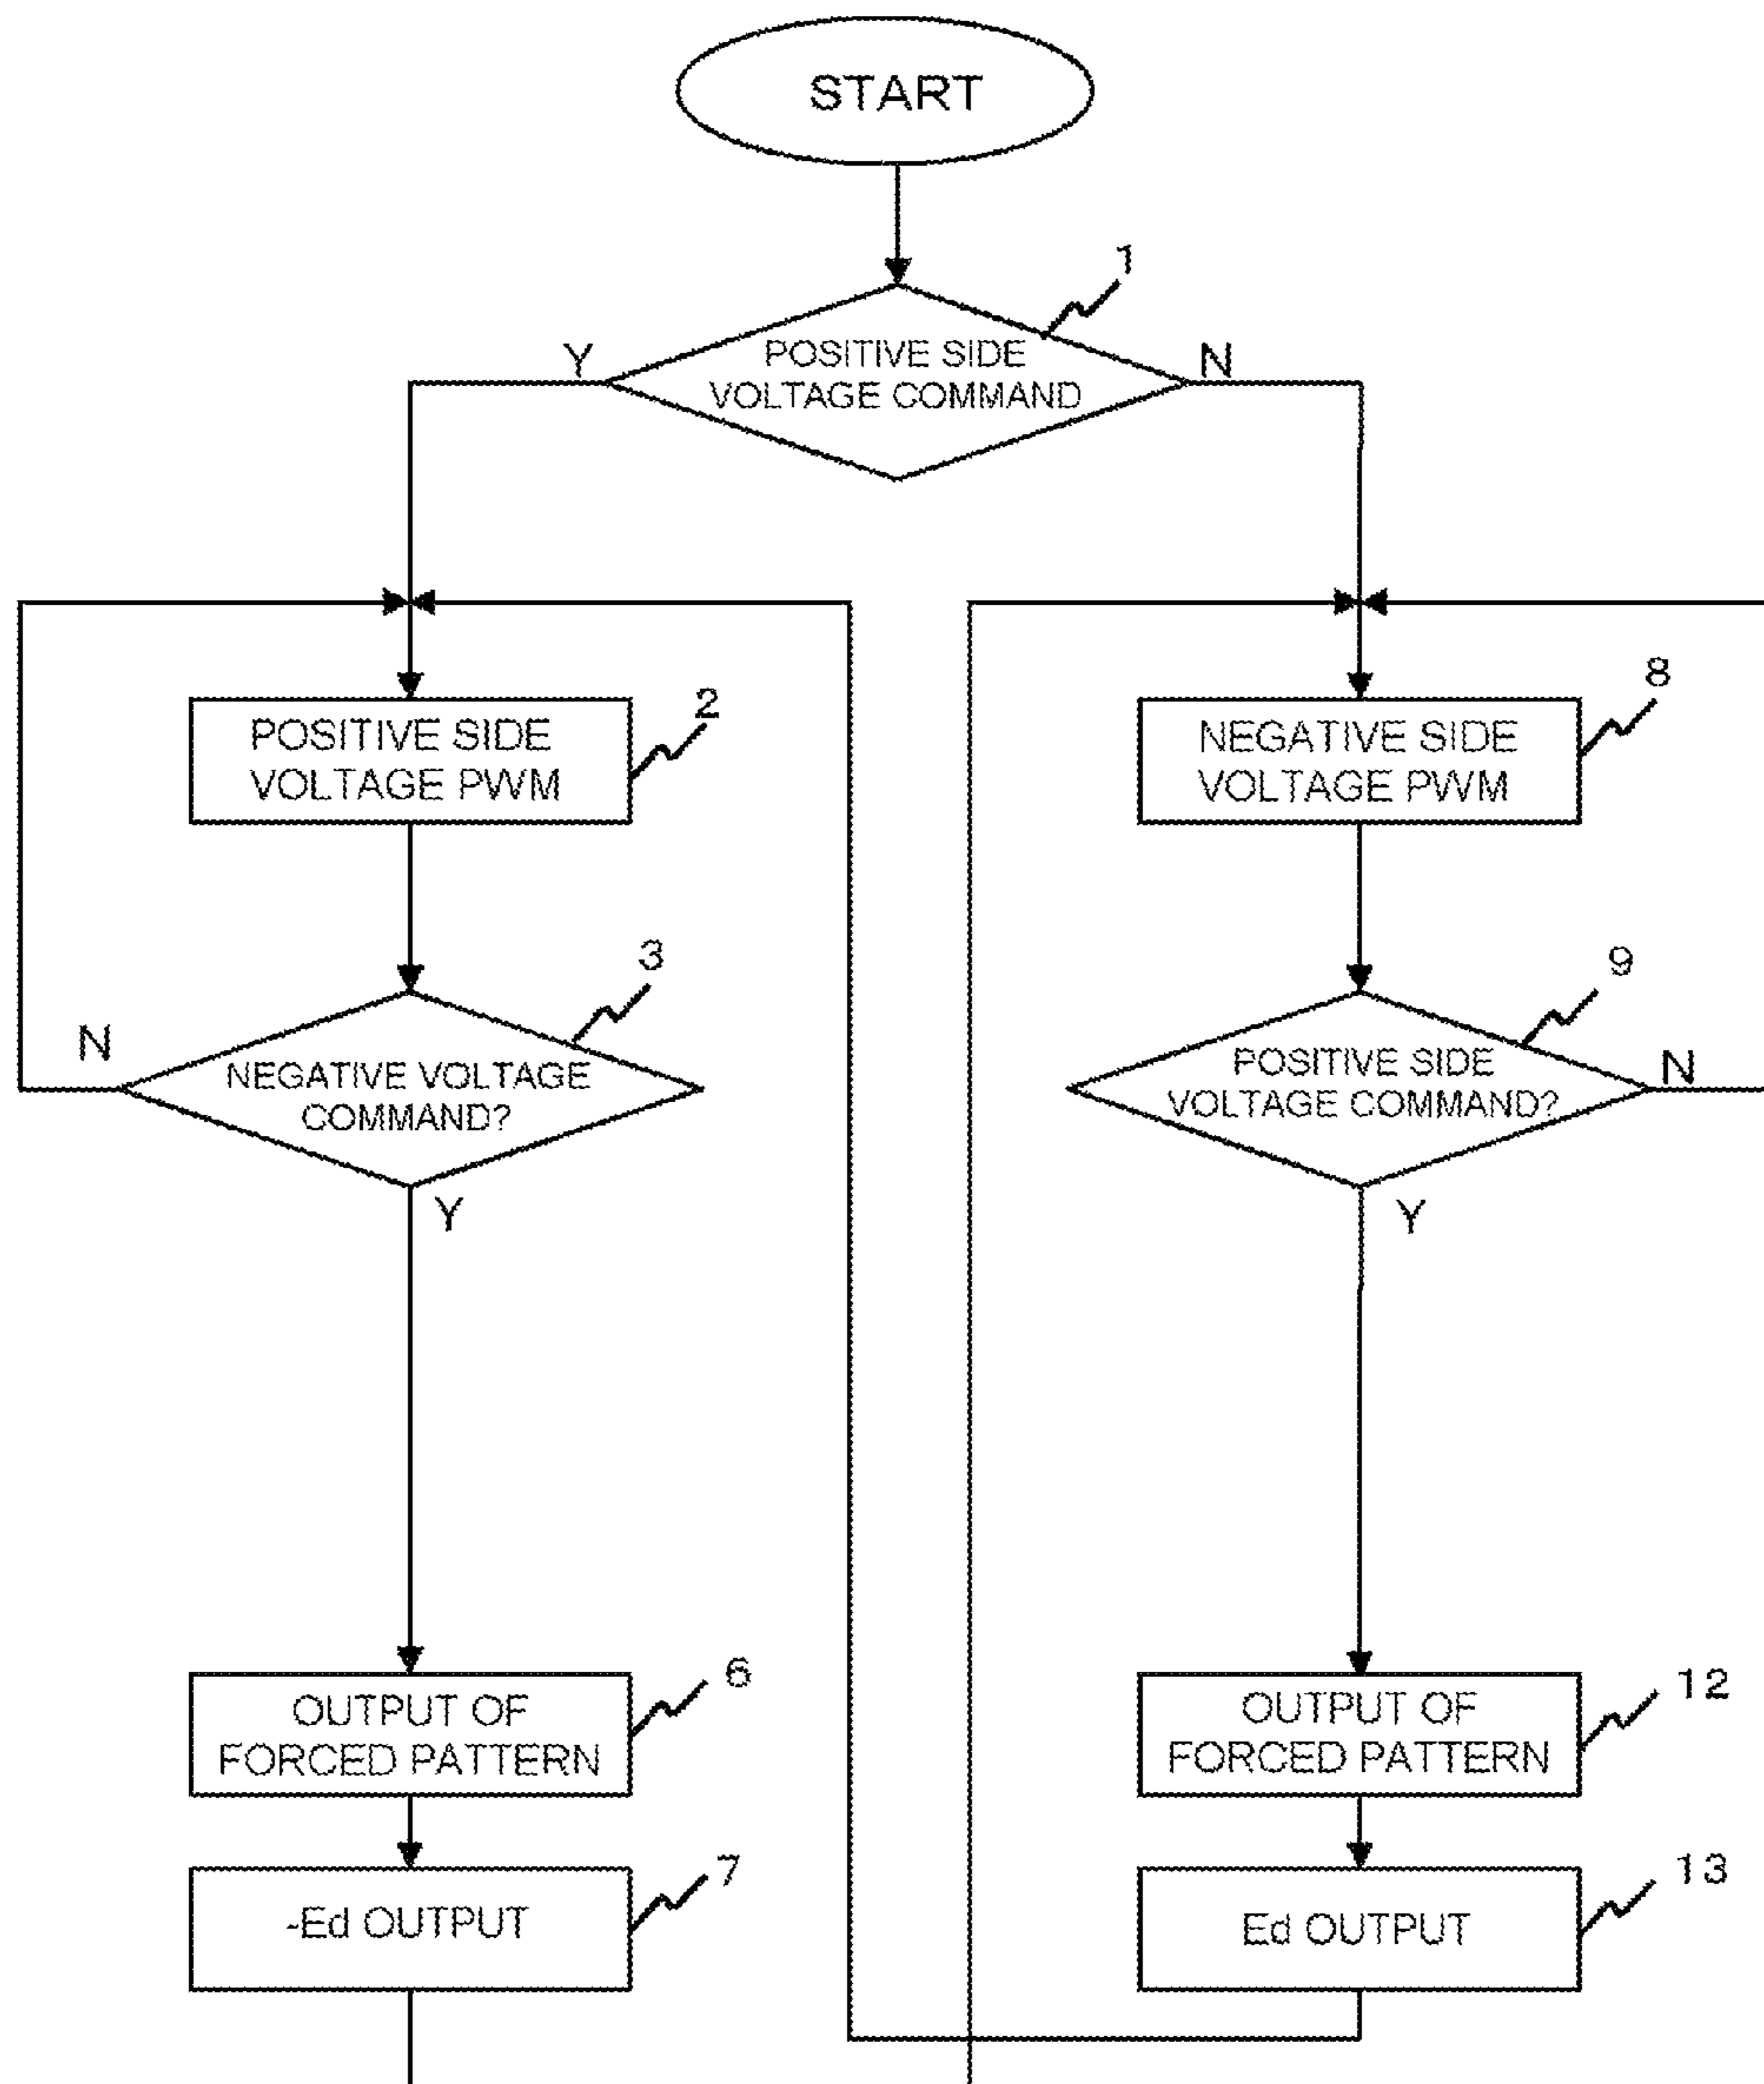 START
1
Y
POSITIVE SIDE
VOLTAGE COMMAND
N
2
POSITIVE SIDE
VOLTAGE PWM
8
NEGATIVE SIDE
VOLTAGE PWM
3
N
NEGATIVE VOLTAGE
COMMAND?
Y
9
POSITIVE SIDE
VOLTAGE COMMAND?
N
Y
6
OUTPUT OF
FORCED PATTERN
12
OUTPUT OF
FORCED PATTERN
7
-Ed OUTPUT
13
Ed OUTPUT